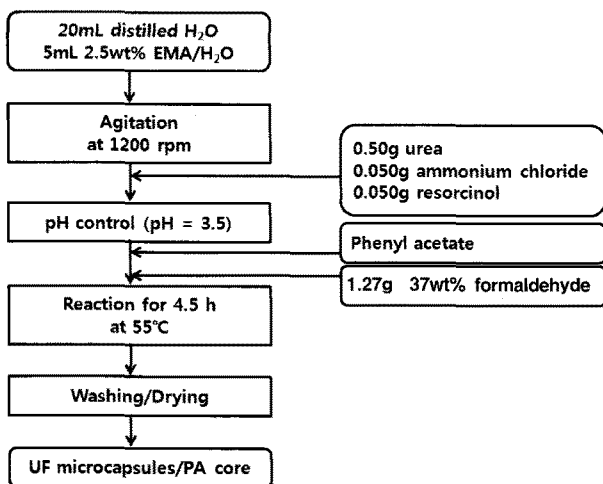 20mL distilled H₂O
5mL 2.5wt% EMA/H₂O
Agitation
at 1200 rpm
0.50g urea
0.050g ammonium chloride
0.050g resorcinol
pH control (pH = 3.5)
Phenyl acetate
1.27g 37wt% formaldehyde
Reaction for 4.5 h
at 55℃
Washing/Drying
UF microcapsules/PA core